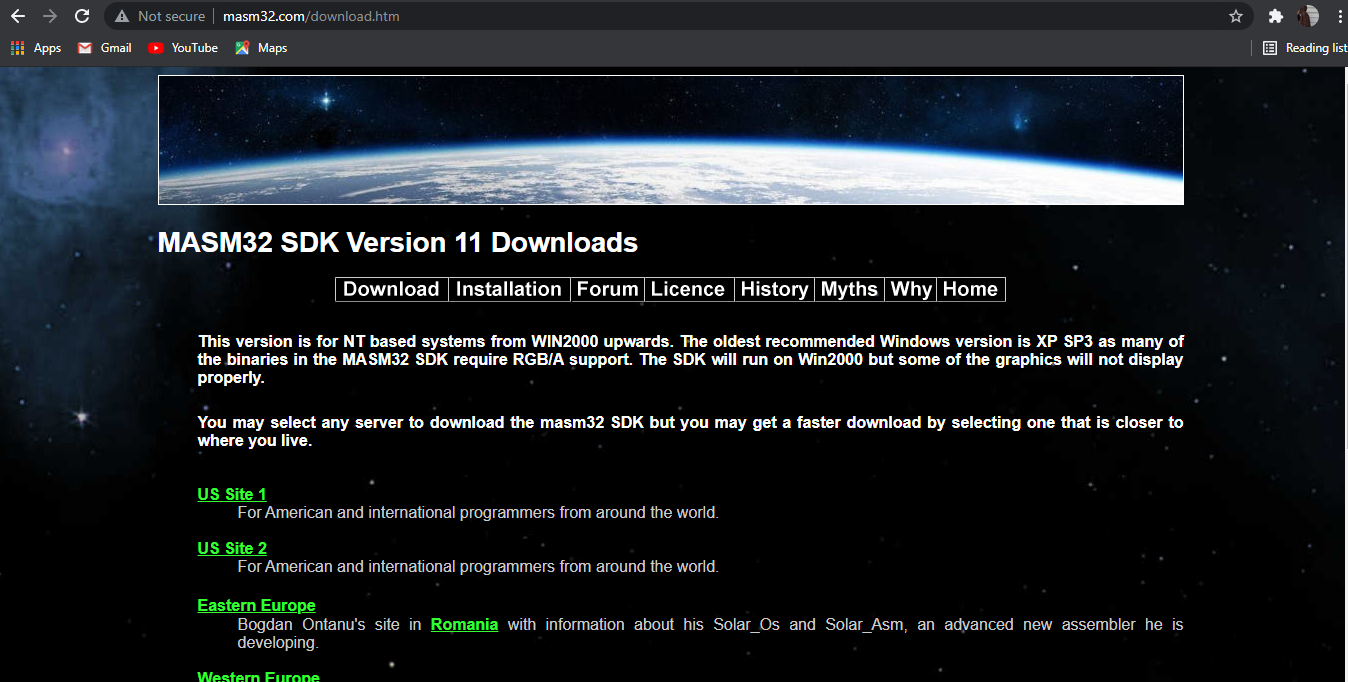 Not secure masm32.com/download.htm
Apps Gmail YouTube Maps Reading list
MASM32 SDK Version 11 Downloads
Download Installation Forum Licence History Myths Why Home
This version is for NT based systems from WIN2000 upwards. The oldest recommended Windows version is XP SP3 as many of
the binaries in the MASM32 SDK require RGB/A support. The SDK will run on Win2000 but some of the graphics will not display
properly.
You may select any server to download the masm32 SDK but you may get a faster download by selecting one that is closer to
where you live.
US Site 1
For American and international programmers from around the world.
US Site 2
For American and international programmers from around the world.
Eastern Europe
Bogdan Ontanu's site in Romania with information about his Solar_Os and Solar_Asm, an advanced new assembler he is
developing.
Western Europe